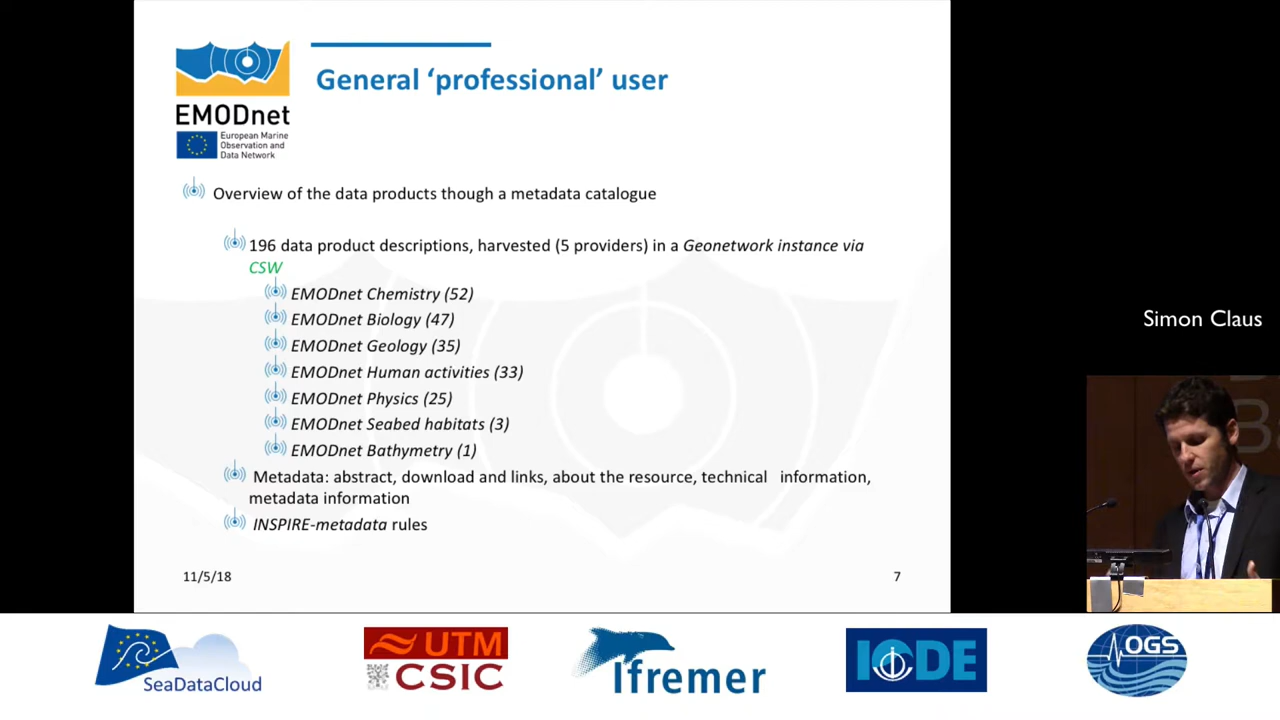 General ‘professional’ user
EMODnet
European Marine
Observation and
Data Network
Overview of the data products though a metadata catalogue
196 data product descriptions, harvested (5 providers) in a Geonetwork instance via
CSW
EMODnet Chemistry (52)
EMODnet Biology (47)
EMODnet Geology (35)
EMODnet Human activities (33)
EMODnet Physics (25)
EMODnet Seabed habitats (3)
EMODnet Bathymetry (1)
Metadata: abstract, download and links, about the resource, technical information,
metadata information
INSPIRE-metadata rules
11/5/18
7
Simon Claus
SeaDataCloud
UTM
CSIC
Ifremer
IODE
OGS